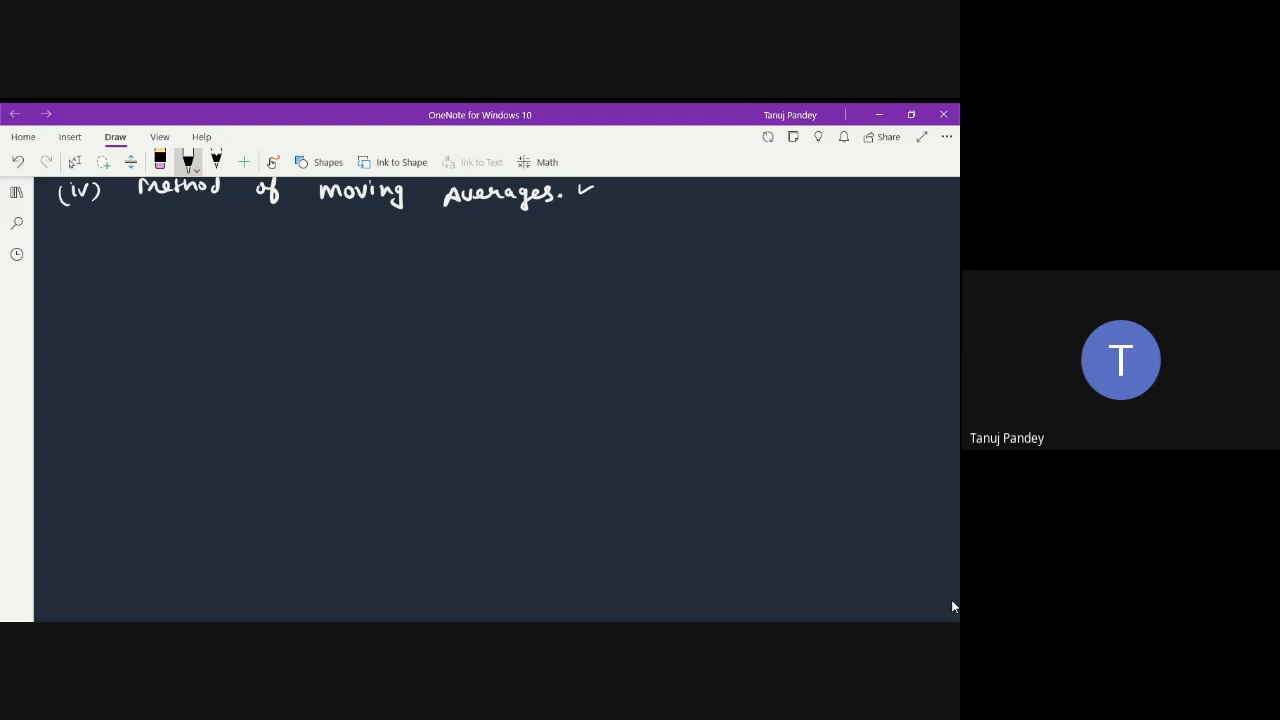 OneNote for Windows 10
Tanuj Pandey
Home Insert Draw View Help
Share
Shapes Ink to Shape Ink to Text Math
(iv) Method of moving Averages. ✓
T
Tanuj Pandey